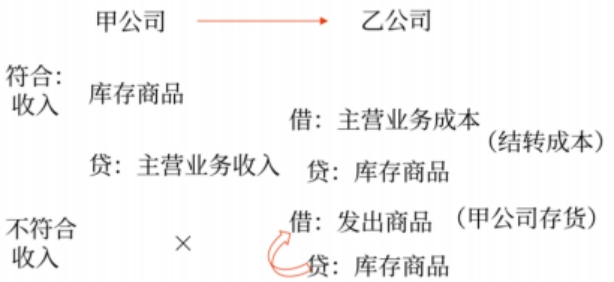 甲公司 乙公司
符合：
收入
库存商品
借：主营业务成本
（结转成本）
贷：主营业务收入 贷：库存商品
不符合
收入
×
借：发出商品 （甲公司存货）
贷：库存商品